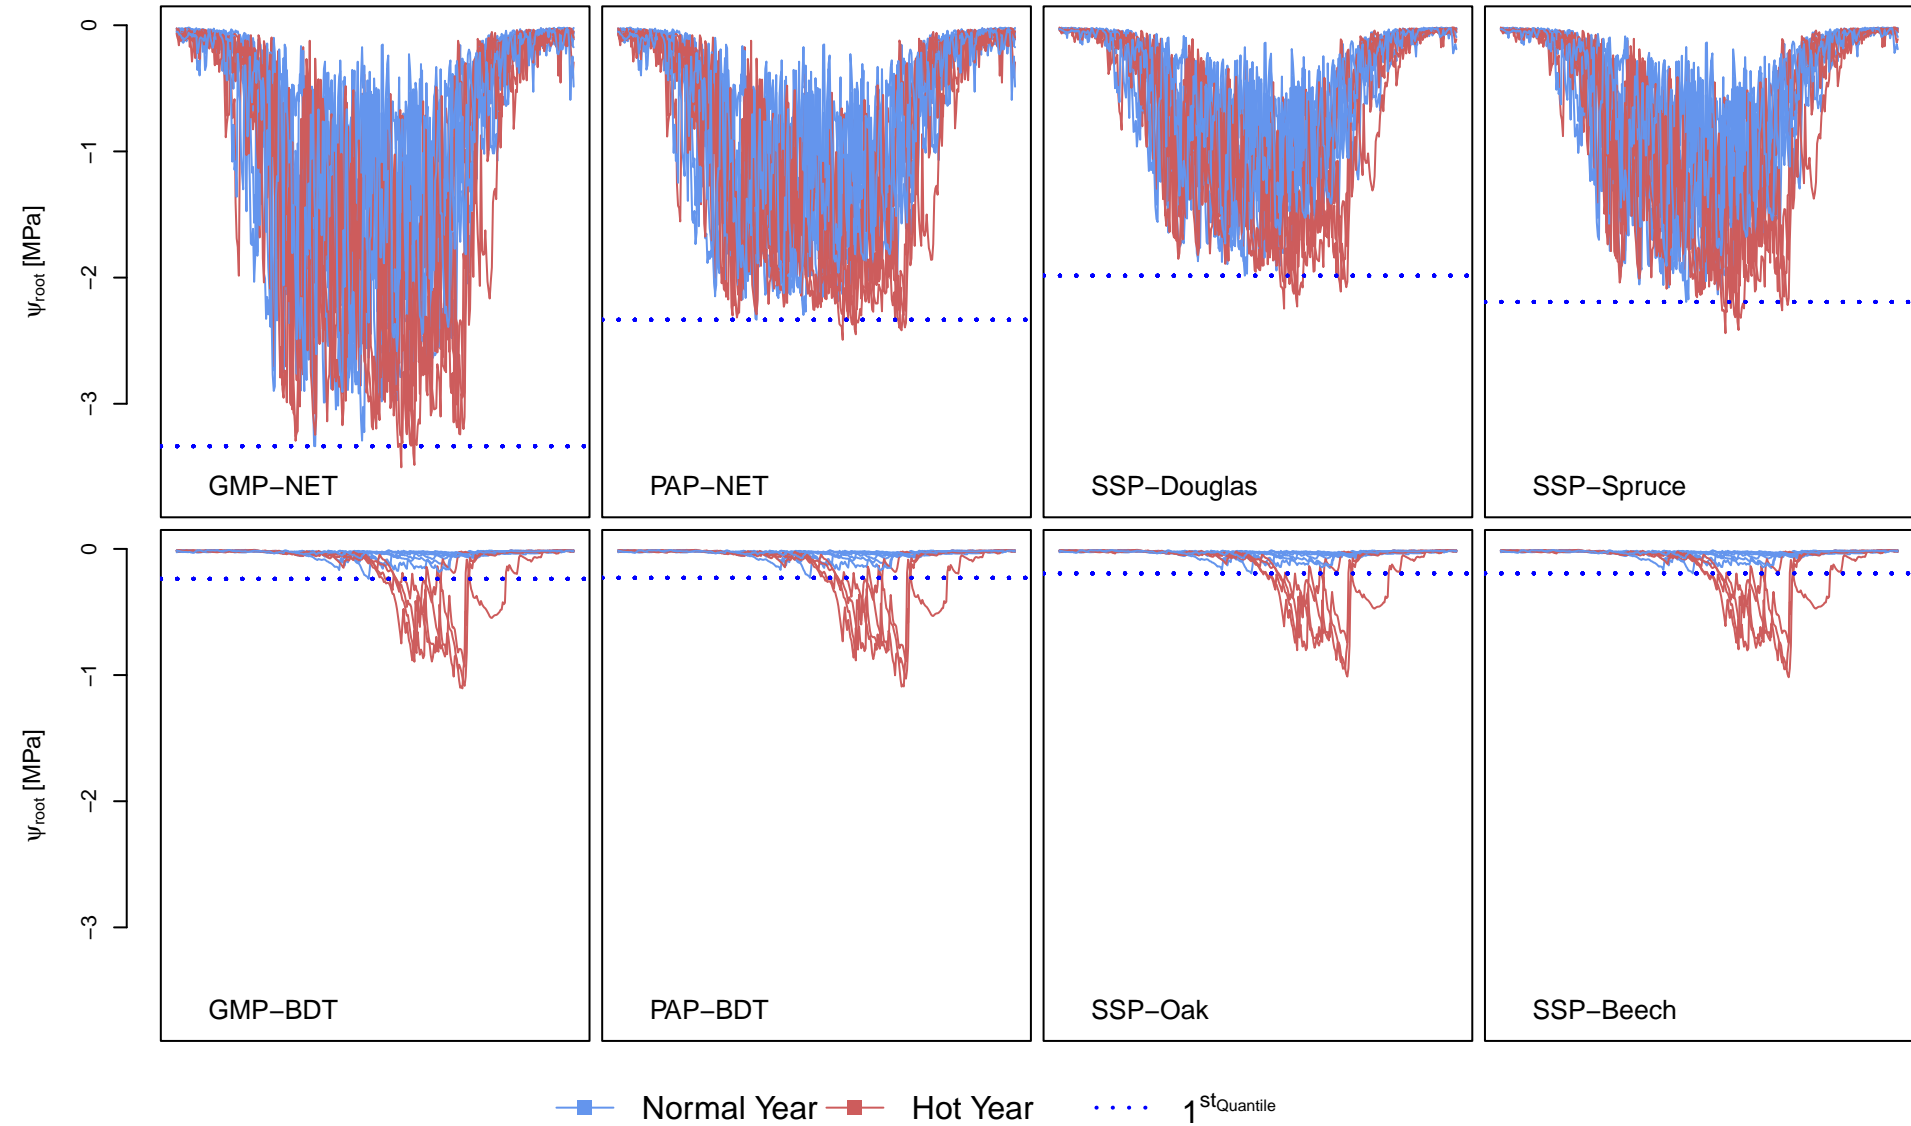 0
−1
−2
−3
ψroot [MPa]
GMP−NET
PAP−NET
SSP−Douglas
SSP−Spruce
0
−1
−2
−3
ψroot [MPa]
GMP−BDT
PAP−BDT
SSP−Oak
SSP−Beech
Normal Year Hot Year 1stQuantile